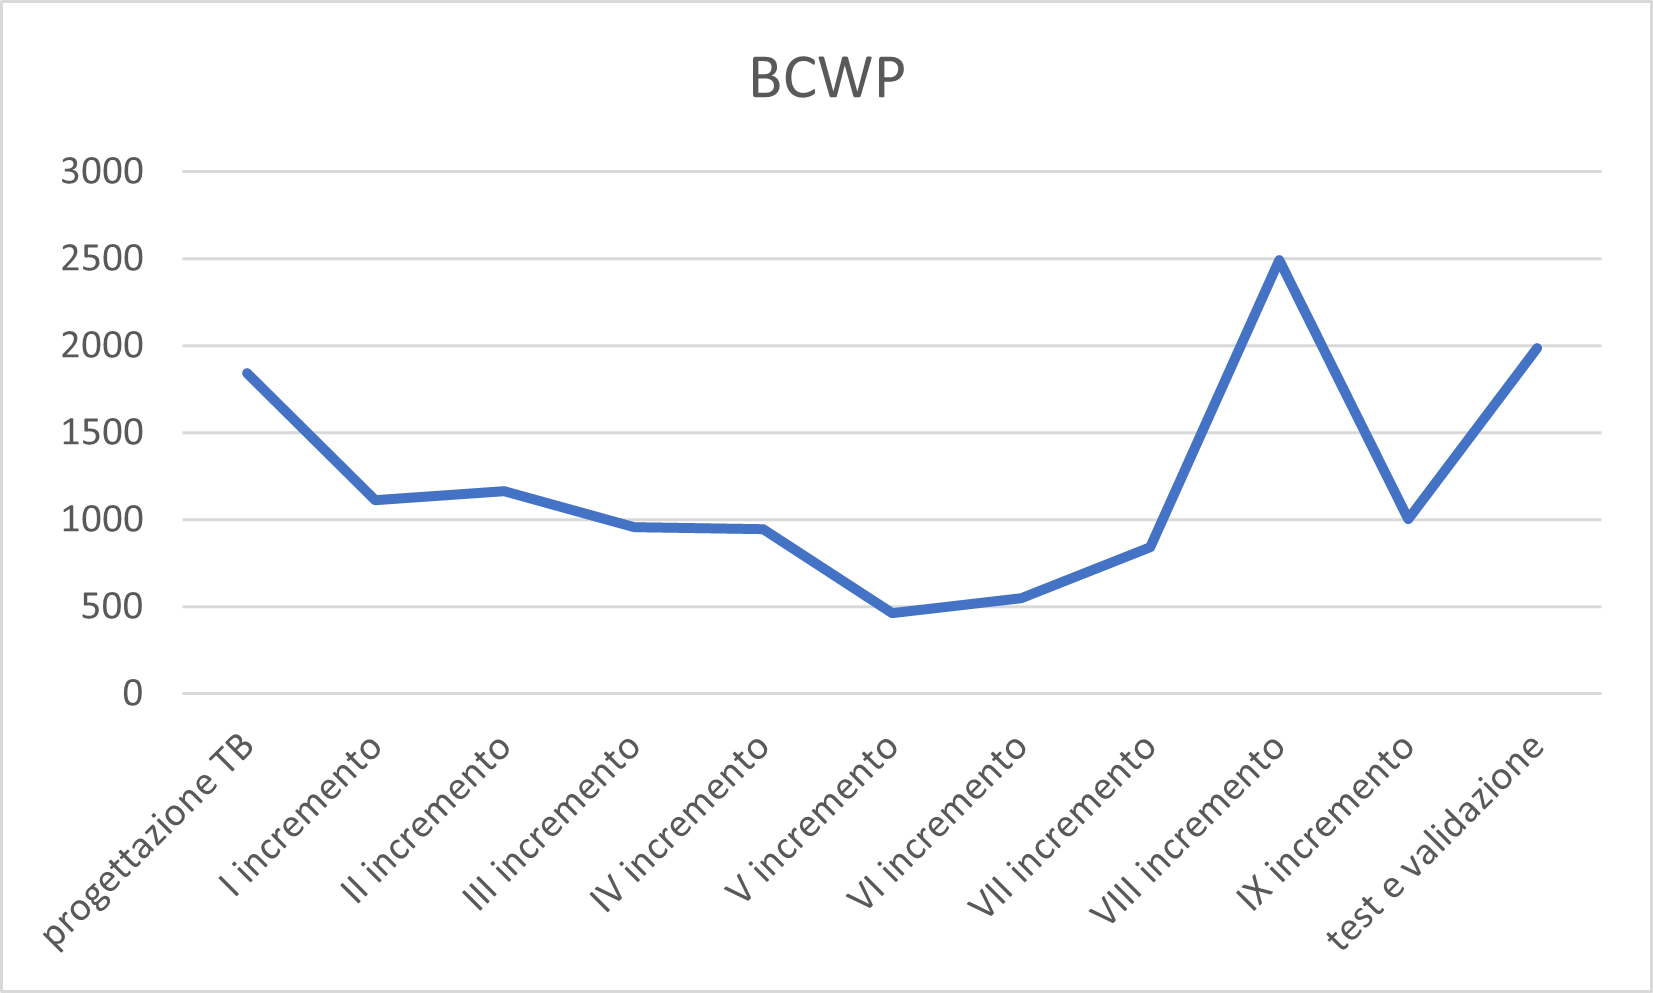 BCWP
3000
2500
2000
1500
1000
500
0
progettazione TB
I incremento
II incremento
III incremento
IV incremento
V incremento
VI incremento
VII incremento
VIII incremento
IX incremento
test e validazione